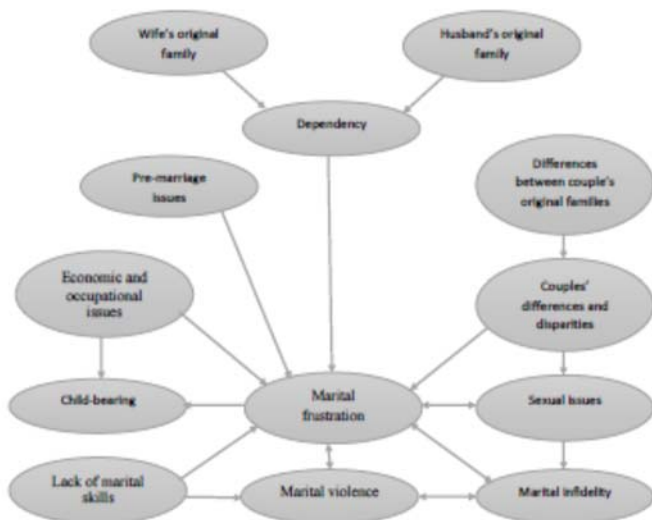 Wife's original
family
Husband's original
family
Dependency
Pre-marriage
issues
Differences
between couple's
original families
Economic and
occupational
issues
Couples'
differences and
disparities
Child-bearing
Marital
frustration
Sexual issues
Lack of marital
skills
Marital violence
Marital infidelity